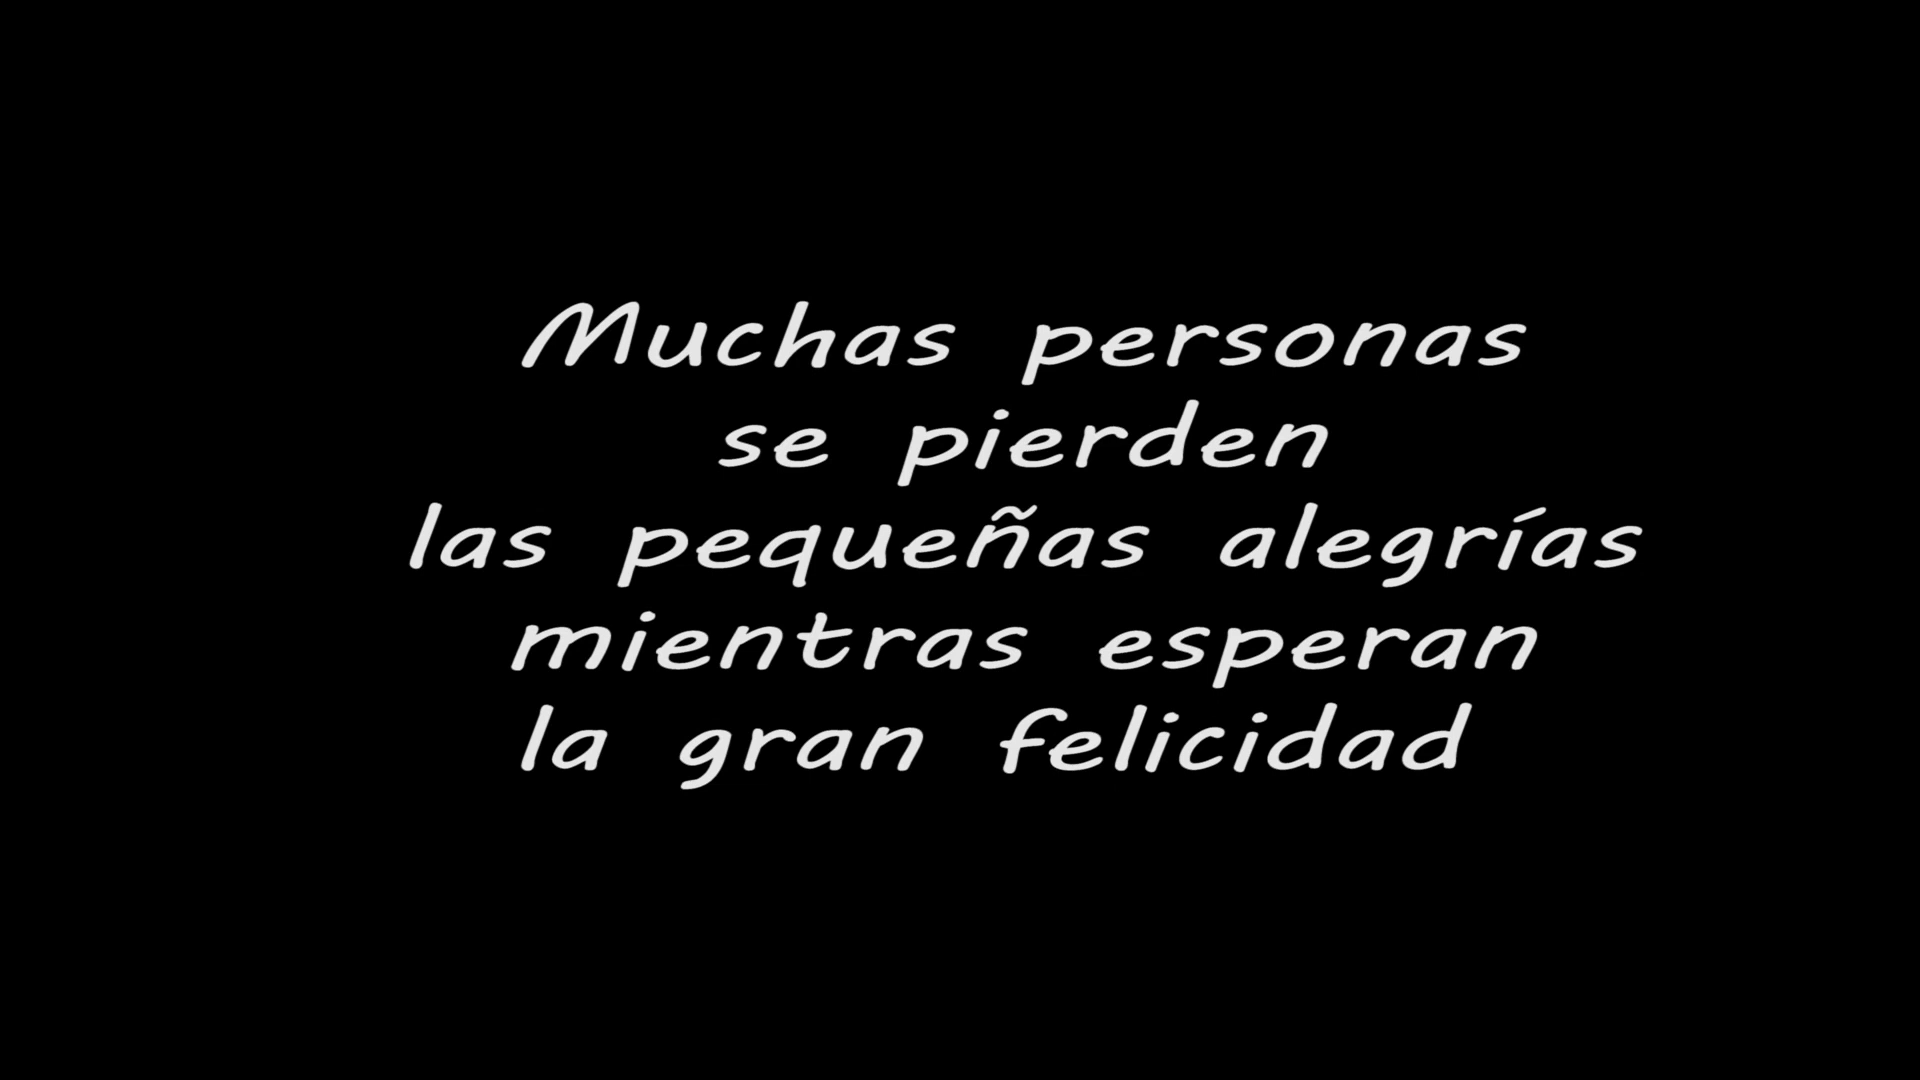 Muchas personas
se pierden
las pequeñas alegrías
mientras esperan
la gran felicidad